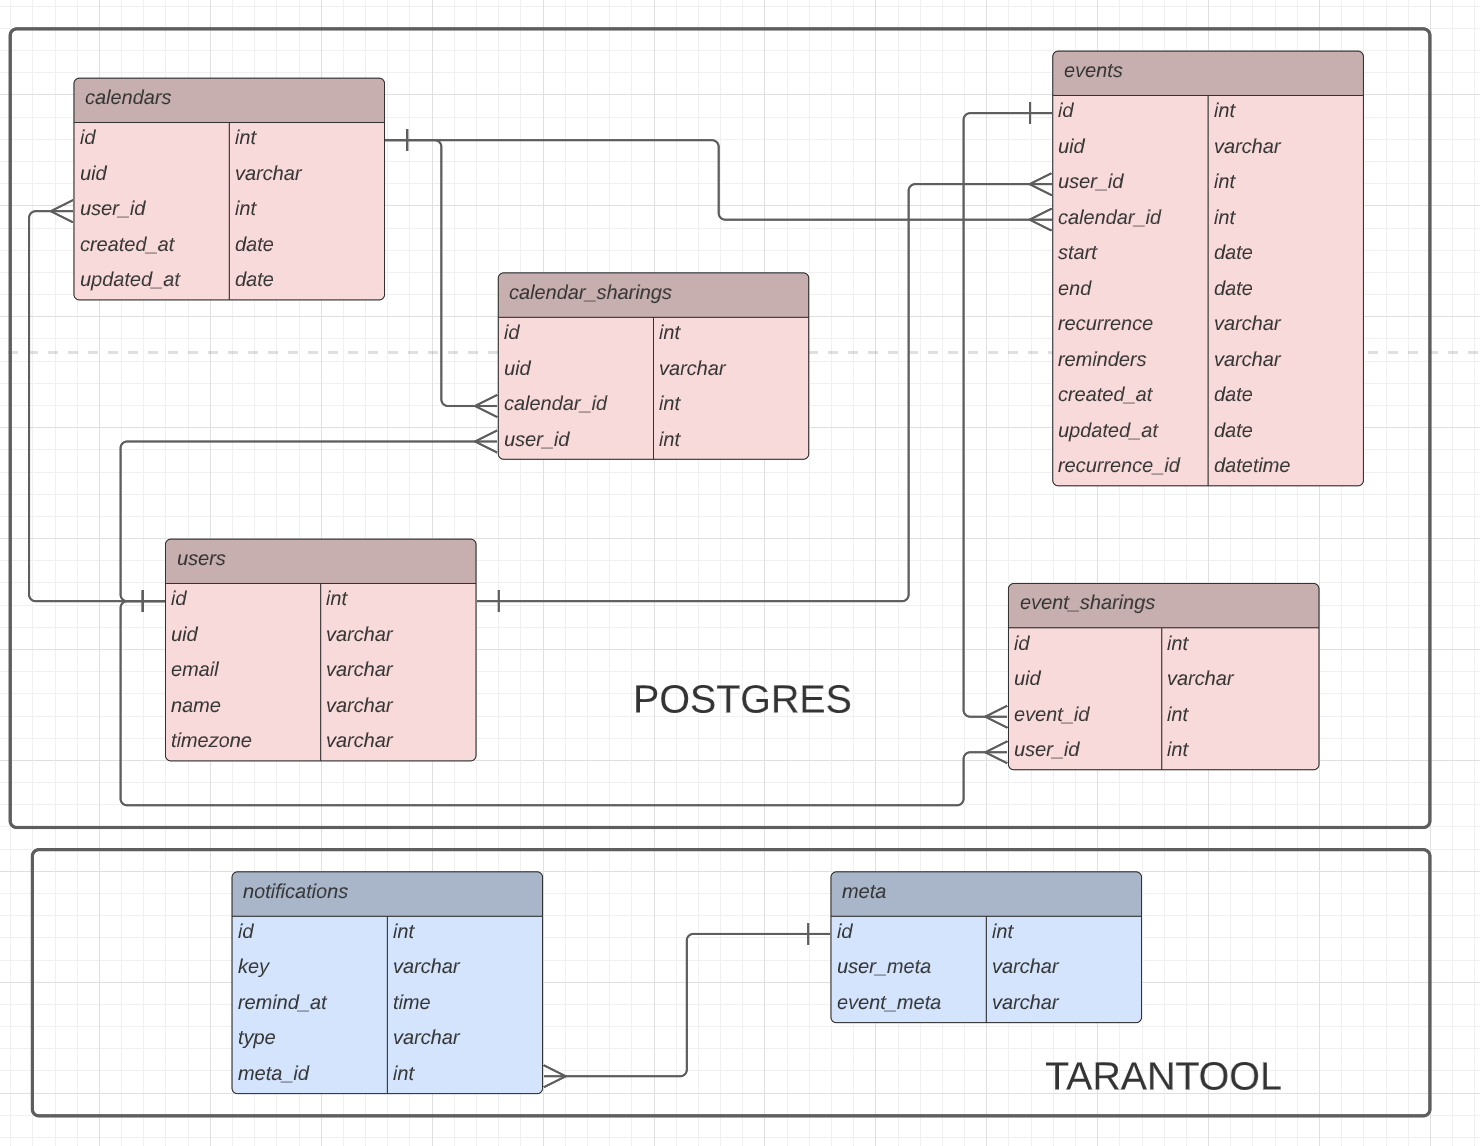 calendars
id int
uid varchar
user_id int
created_at date
updated_at date
events
id int
uid varchar
user_id int
calendar_id int
start date
end date
recurrence varchar
reminders varchar
created_at date
updated_at date
recurrence_id datetime
calendar_sharings
id int
uid varchar
calendar_id int
user_id int
users
id int
uid varchar
email varchar
name varchar
timezone varchar
POSTGRES
event_sharings
id int
uid varchar
event_id int
user_id int
notifications
id int
key varchar
remind_at time
type varchar
meta_id int
meta
id int
user_meta varchar
event_meta varchar
TARANTOOL